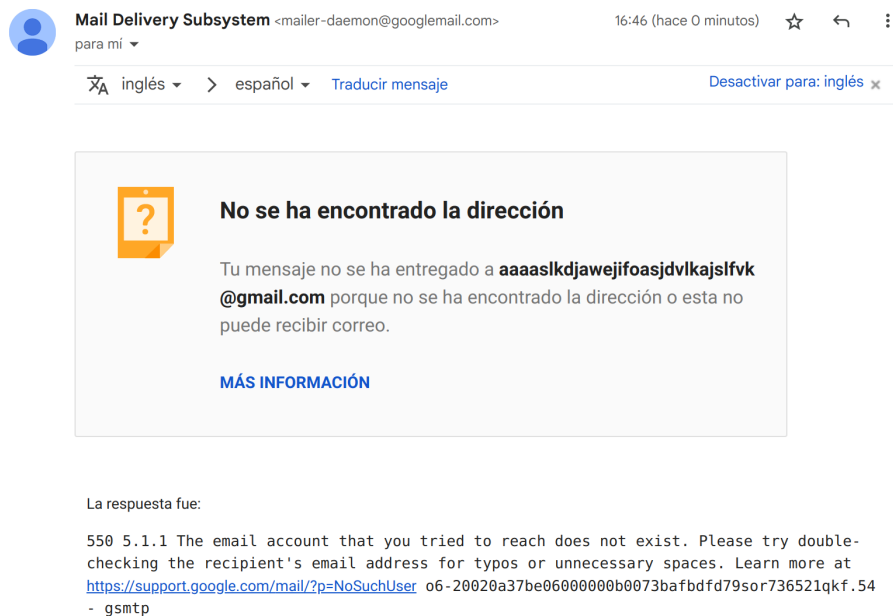 Mail Delivery Subsystem <mailer-daemon@googlemail.com> 16:46 (hace 0 minutos)
para mí
inglés español Traducir mensaje Desactivar para: inglés
No se ha encontrado la dirección
Tu mensaje no se ha entregado a aaaaslkdjawejifoasjdvlkajslfvk
@gmail.com porque no se ha encontrado la dirección o esta no
puede recibir correo.
MÁS INFORMACIÓN
La respuesta fue:
550 5.1.1 The email account that you tried to reach does not exist. Please try double-
checking the recipient's email address for typos or unnecessary spaces. Learn more at
https://support.google.com/mail/?p=NoSuchUser o6-20020a37be06000000b0073bafbdfd79sor736521qkf.54
- gsmtp